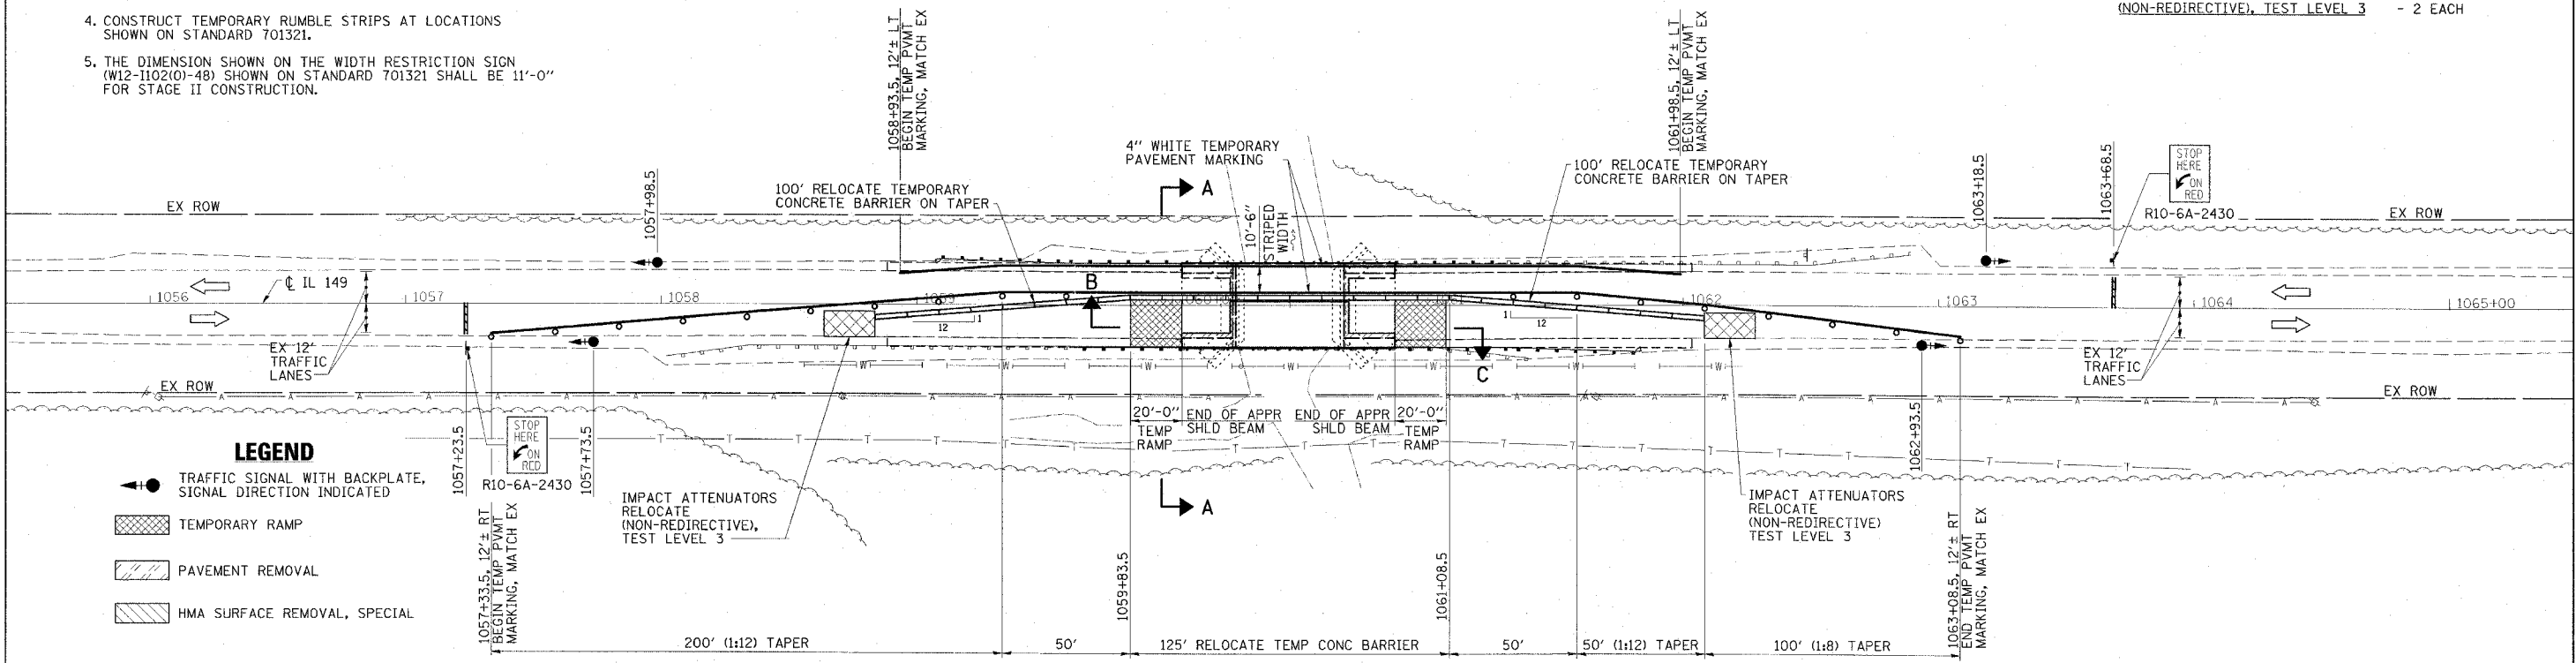 4. CONSTRUCT TEMPORARY RUMBLE STRIPS AT LOCATIONS
SHOWN ON STANDARD 701321.
5. THE DIMENSION SHOWN ON THE WIDTH RESTRICTION SIGN
(W12-I102(0)-48) SHOWN ON STANDARD 701321 SHALL BE 11'-0"
FOR STAGE II CONSTRUCTION.
(NON-REDIRECTIVE), TEST LEVEL 3 - 2 EACH
1058+93.5, 12'± LT
BEGIN TEMP PVMT
MARKING, MATCH EX
1061+98.5, 12'± LT
BEGIN TEMP PVMT
MARKING, MATCH EX
4" WHITE TEMPORARY
PAVEMENT MARKING
100' RELOCATE TEMPORARY
CONCRETE BARRIER ON TAPER
100' RELOCATE TEMPORARY
CONCRETE BARRIER ON TAPER
1057+98.5
1063+18.5
1063+68.5
STOP
HERE
ON
RED
R10-6A-2430
A
10'-6"
STRIPED
WIDTH
EX ROW
EX ROW
℄ IL 149
1056
1057
1058
1059
1062
1063
1064
1065+00
B
12
1
1
12
C
EX 12'
TRAFFIC
LANES
EX 12'
TRAFFIC
LANES
W
W
W
W
W
W
W
EX ROW
EX ROW
A A A A A A A A A A
T T T T T T T T T
20'-0"
TEMP
RAMP
END OF APPR
SHLD BEAM
END OF APPR
SHLD BEAM
20'-0"
TEMP
RAMP
1057+23.5
STOP
HERE
ON
RED
R10-6A-2430
1057+73.5
1062+93.5
LEGEND
TRAFFIC SIGNAL WITH BACKPLATE,
SIGNAL DIRECTION INDICATED
TEMPORARY RAMP
PAVEMENT REMOVAL
HMA SURFACE REMOVAL, SPECIAL
IMPACT ATTENUATORS
RELOCATE
(NON-REDIRECTIVE),
TEST LEVEL 3
A
IMPACT ATTENUATORS
RELOCATE
(NON-REDIRECTIVE)
TEST LEVEL 3
1057+33.5, 12'± RT
BEGIN TEMP PVMT
MARKING, MATCH EX
1059+83.5
1061+08.5
1063+08.5, 12'± RT
END TEMP PVMT
MARKING, MATCH EX
200' (1:12) TAPER
50'
125' RELOCATE TEMP CONC BARRIER
50'
50' (1:12) TAPER
100' (1:8) TAPER